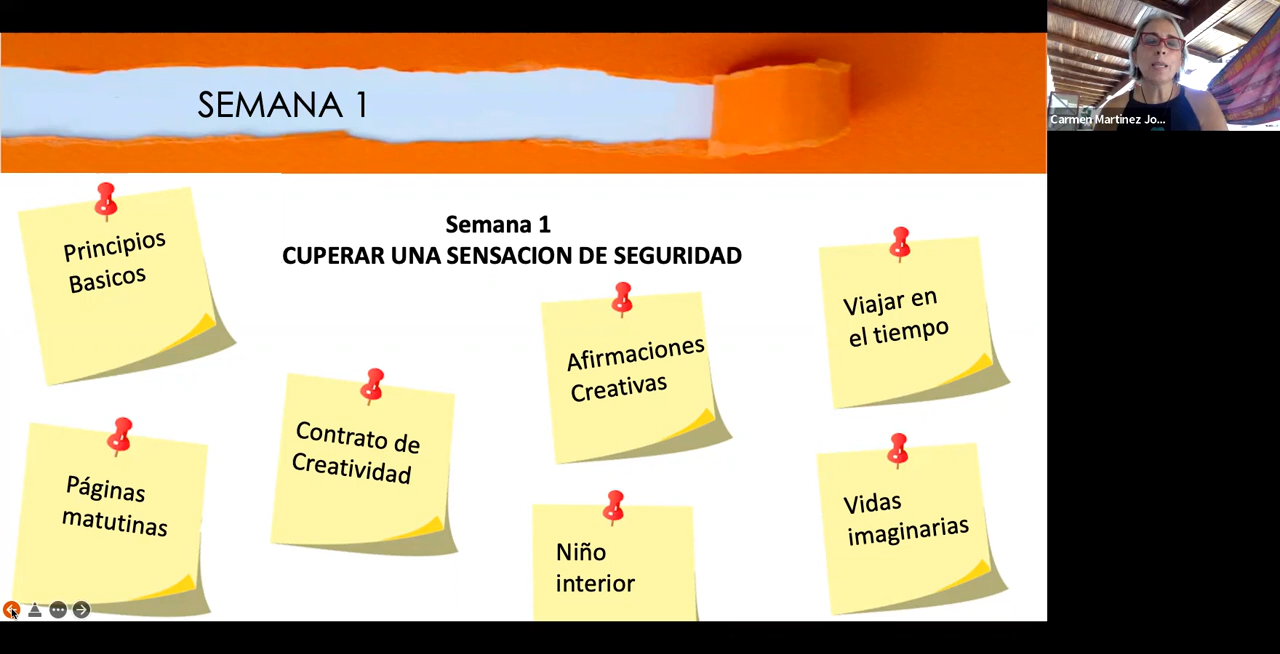 SEMANA 1
Semana 1
CUPERAR UNA SENSACION DE SEGURIDAD
Principios
Basicos
Páginas
matutinas
Contrato de
Creatividad
Afirmaciones
Creativas
Niño
interior
Viajar en
el tiempo
Vidas
imaginarias
Carmen Martínez Jo...